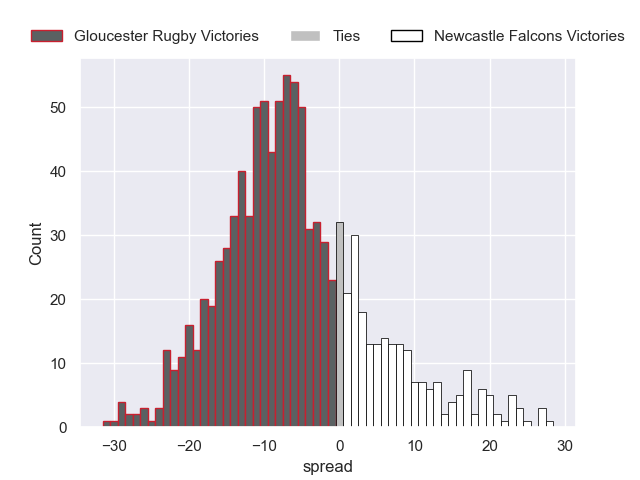 Gloucester Rugby Victories Ties Newcastle Falcons Victories
50
40
30
20
10
0
Count
−30 −20 −10 0 10 20 30
spread